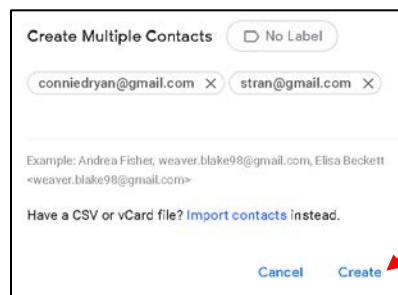 Create Multiple Contacts No Label
conniedryan@gmail.com X stran@gmail.com X
Example: Andrea Fisher, weaver.blake98@gmail.com, Elisa Beckett
<weaver.blake98@gmail.com>
Have a CSV or vCard file? Import contacts instead.
Cancel Create